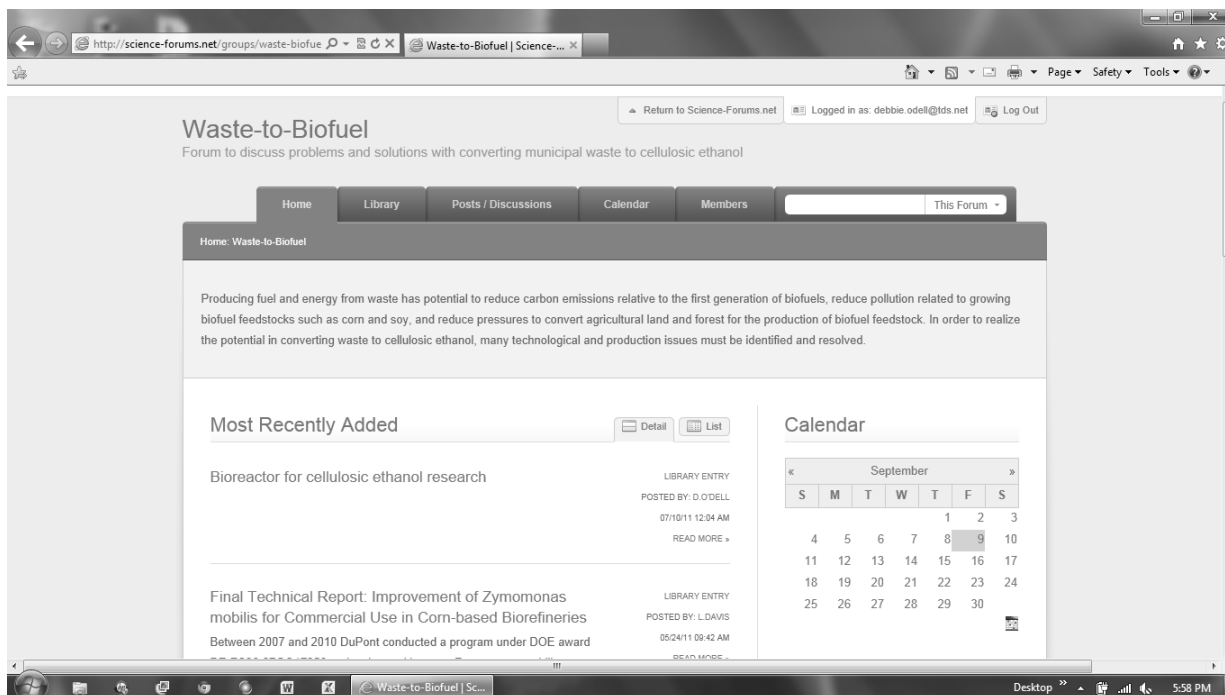 http://science-forums.net/groups/waste-biofue
Waste-to-Biofuel | Science-...
Page Safety Tools
Return to Science-Forums.net Logged in as: debbie.odell@tds.net Log Out
Waste-to-Biofuel
Forum to discuss problems and solutions with converting municipal waste to cellulosic ethanol
Home Library Posts / Discussions Calendar Members This Forum
Home: Waste-to-Biofuel
Producing fuel and energy from waste has potential to reduce carbon emissions relative to the first generation of biofuels, reduce pollution related to growing
biofuel feedstocks such as corn and soy, and reduce pressures to convert agricultural land and forest for the production of biofuel feedstock. In order to realize
the potential in converting waste to cellulosic ethanol, many technological and production issues must be identified and resolved.
Most Recently Added
Detail List
Bioreactor for cellulosic ethanol research
LIBRARY ENTRY
POSTED BY: D.O'DELL
07/10/11 12:04 AM
READ MORE »
Final Technical Report: Improvement of Zymomonas
mobilis for Commercial Use in Corn-based Biorefineries
Between 2007 and 2010 DuPont conducted a program under DOE award
LIBRARY ENTRY
POSTED BY: L.DAVIS
05/24/11 09:42 AM
READ MORE »
Calendar
« September »
S M T W T F S
1 2 3
4 5 6 7 8 9 10
11 12 13 14 15 16 17
18 19 20 21 22 23 24
25 26 27 28 29 30
Waste-to-Biofuel | Sc...
Desktop » 5:58 PM